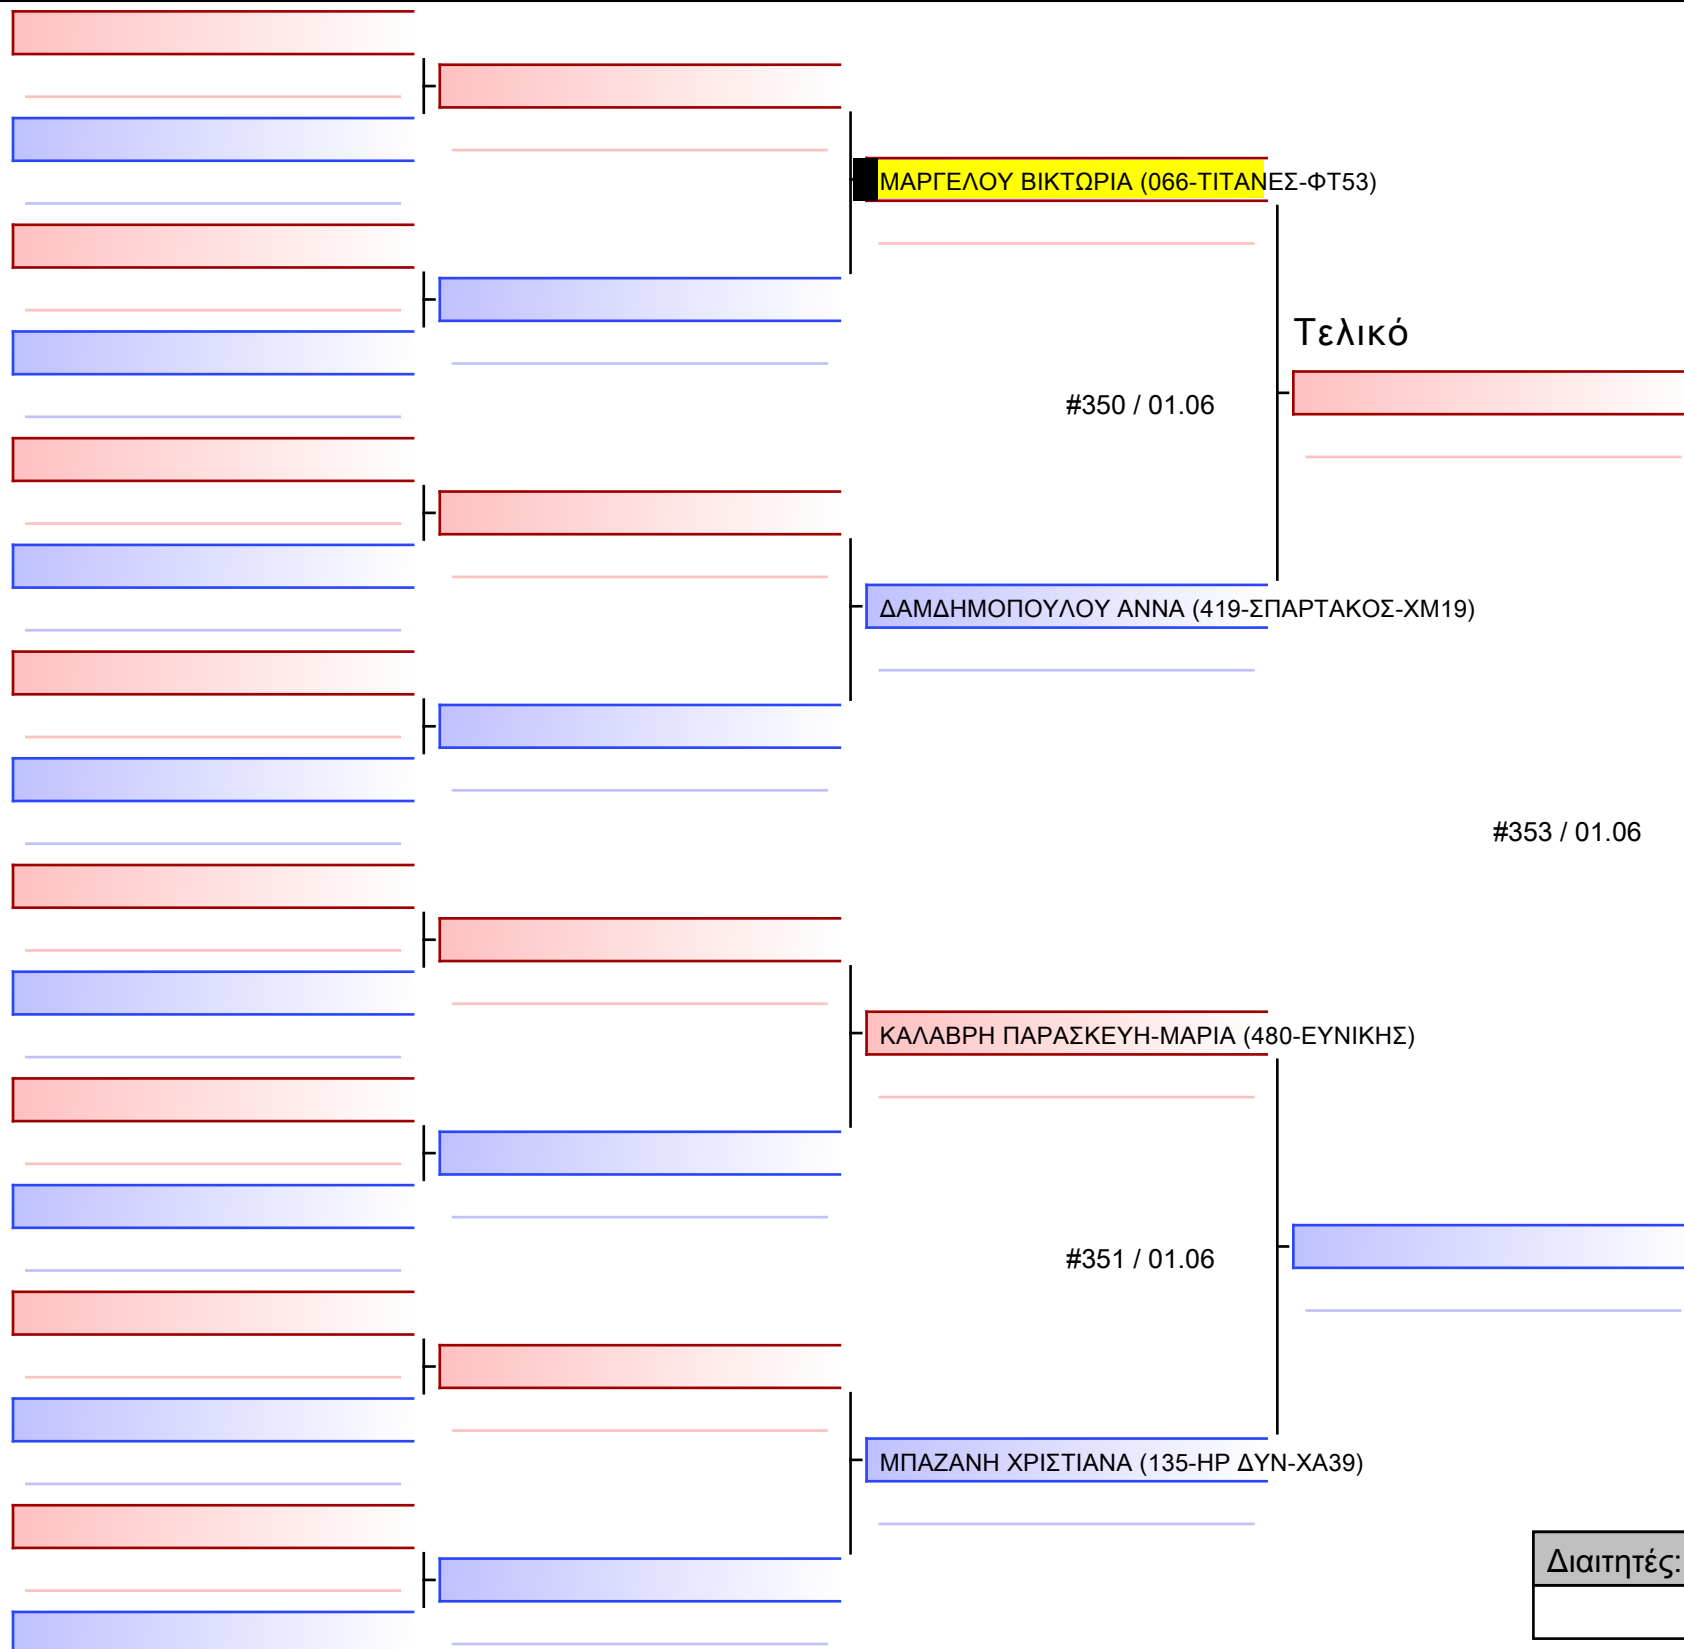 ΜΑΡΓΕΛΟΥ ΒΙΚΤΩΡΙΑ (066-ΤΙΤΑΝΕΣ-ΦΤ53)
Τελικό
#350 / 01.06
ΔΑΜΔΗΜΟΠΟΥΛΟΥ ΑΝΝΑ (419-ΣΠΑΡΤΑΚΟΣ-ΧΜ19)
#353 / 01.06
ΚΑΛΑΒΡΗ ΠΑΡΑΣΚΕΥΗ-ΜΑΡΙΑ (480-ΕΥΝΙΚΗΣ)
#351 / 01.06
ΜΠΑΖΑΝΗ ΧΡΙΣΤΙΑΝΑ (135-ΗΡ ΔΥΝ-ΧΑ39)
Διαιτητές: